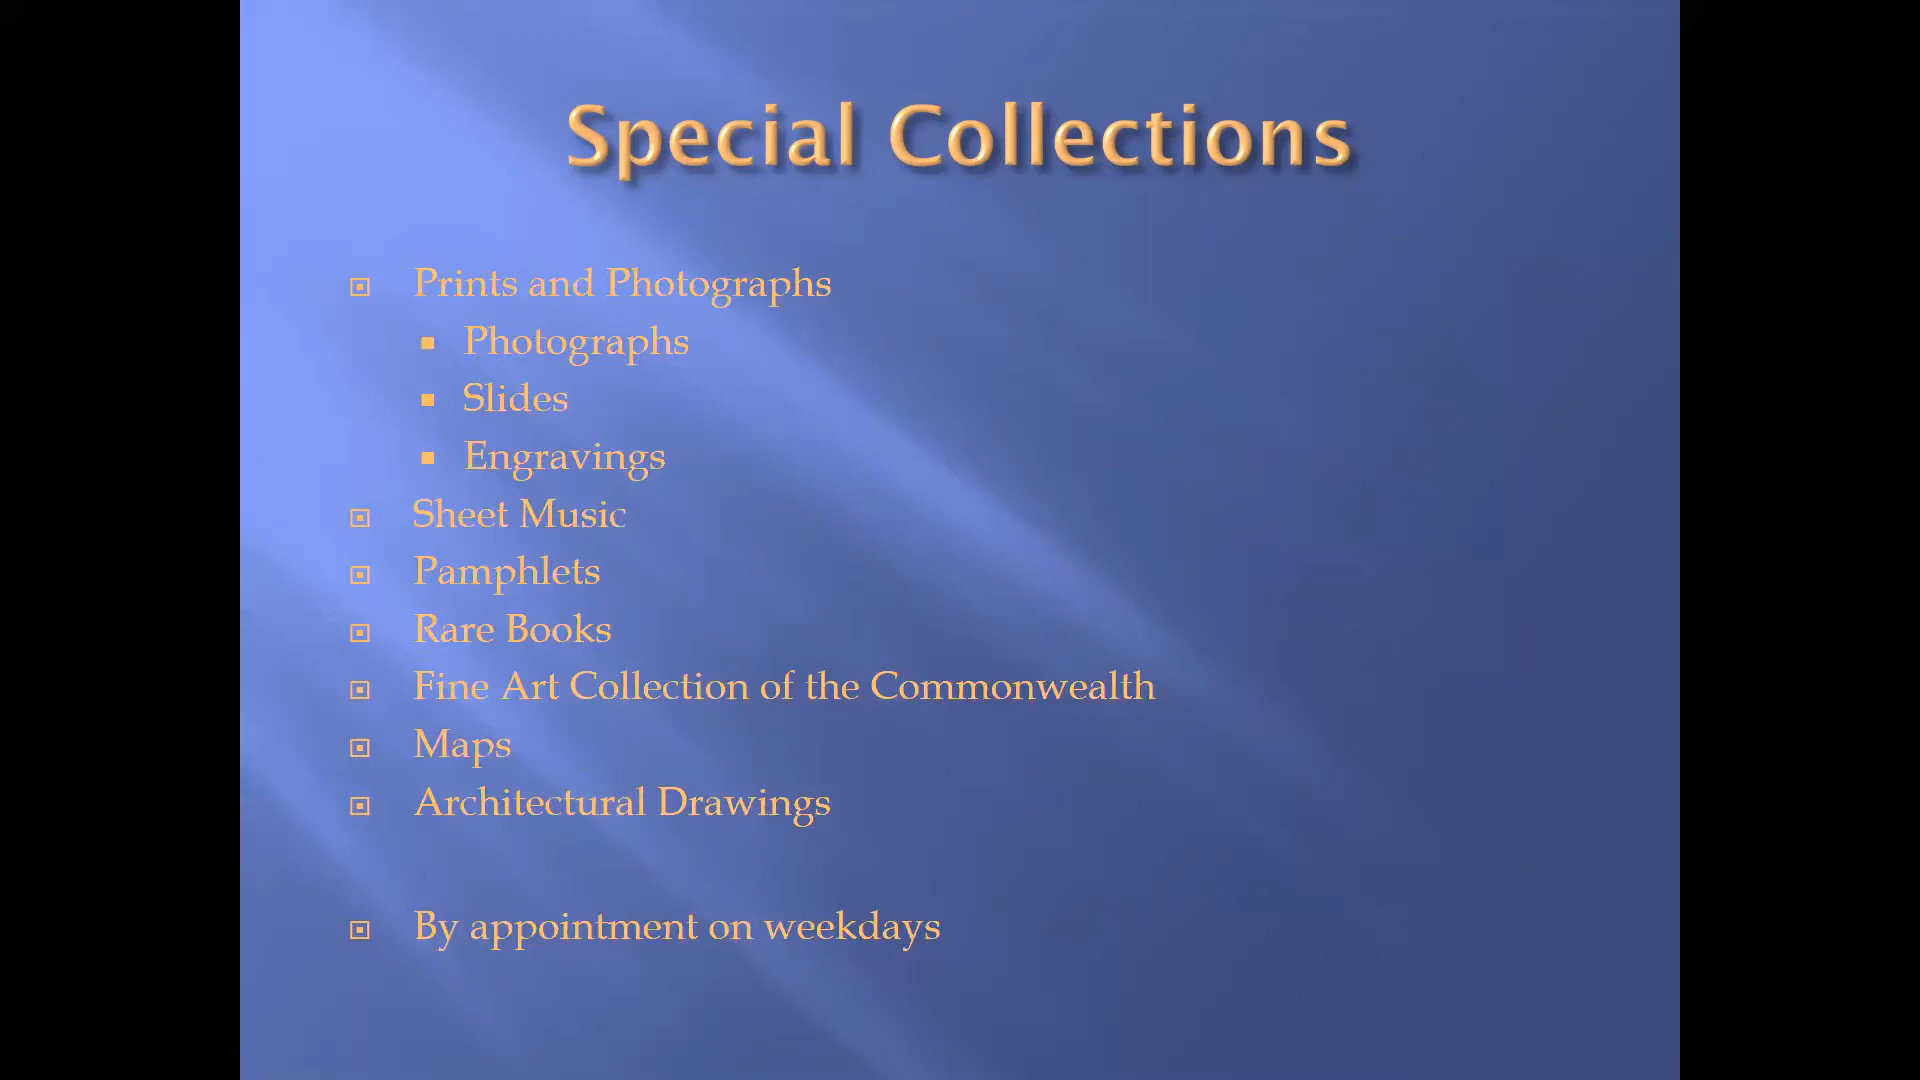 Special Collections
Prints and Photographs
Photographs
Slides
Engravings
Sheet Music
Pamphlets
Rare Books
Fine Art Collection of the Commonwealth
Maps
Architectural Drawings
By appointment on weekdays